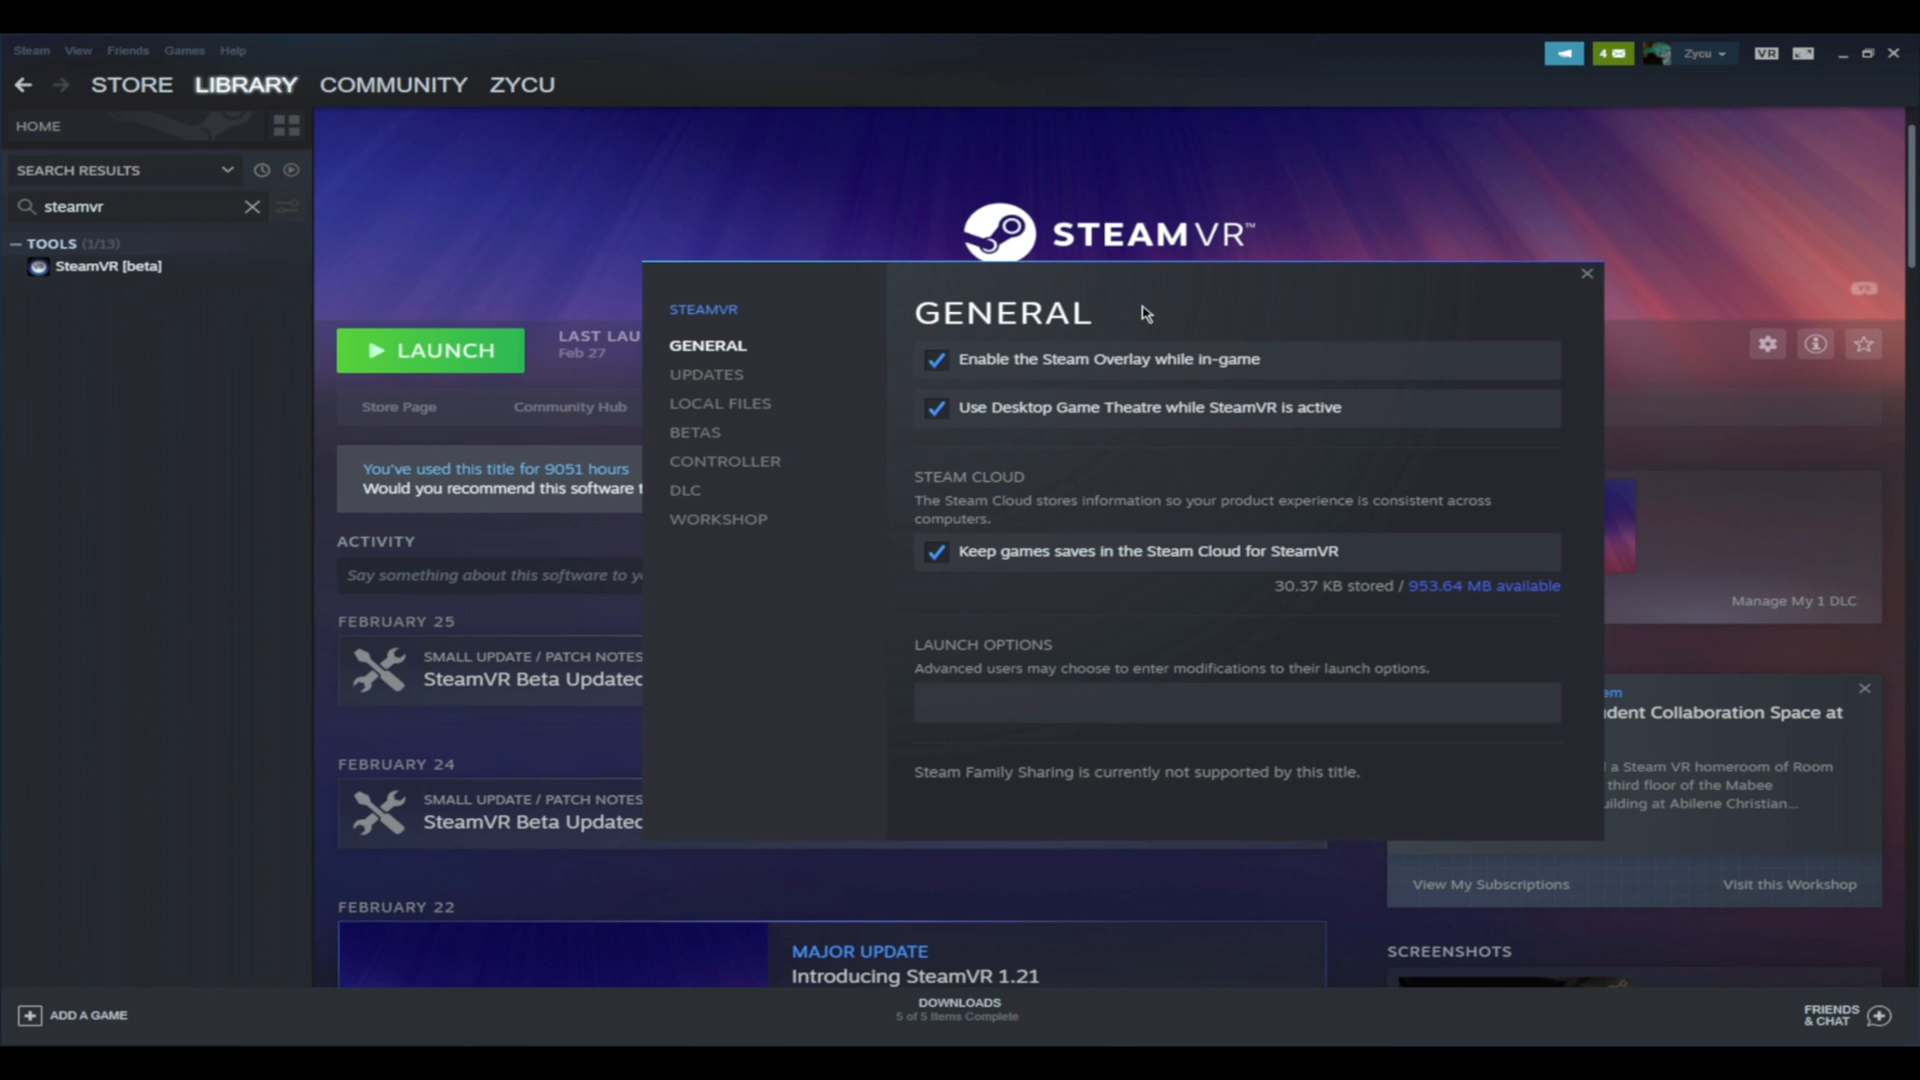 Steam View Friends Games Help
4
Zycu
VR
STORE LIBRARY COMMUNITY ZYCU
HOME
SEARCH RESULTS
steamvr
TOOLS (1/13)
SteamVR [beta]
STEAMVR™
VR
LAUNCH
LAST LAU
Feb 27
Store Page
Community Hub
You've used this title for 9051 hours
Would you recommend this software t
ACTIVITY
Say something about this software to y
FEBRUARY 25
SMALL UPDATE / PATCH NOTES
SteamVR Beta Updated
FEBRUARY 24
SMALL UPDATE / PATCH NOTES
SteamVR Beta Updated
FEBRUARY 22
MAJOR UPDATE
Introducing SteamVR 1.21
STEAMVR
GENERAL
UPDATES
LOCAL FILES
BETAS
CONTROLLER
DLC
WORKSHOP
GENERAL
Enable the Steam Overlay while in-game
Use Desktop Game Theatre while SteamVR is active
STEAM CLOUD
The Steam Cloud stores information so your product experience is consistent across
computers.
Keep games saves in the Steam Cloud for SteamVR
30.37 KB stored / 953.64 MB available
LAUNCH OPTIONS
Advanced users may choose to enter modifications to their launch options.
Steam Family Sharing is currently not supported by this title.
Manage My 1 DLC
em
dent Collaboration Space at
a Steam VR homeroom of Room
third floor of the Mabee
uilding at Abilene Christian...
View My Subscriptions
Visit this Workshop
SCREENSHOTS
ADD A GAME
DOWNLOADS
5 of 5 Items Complete
FRIENDS
& CHAT